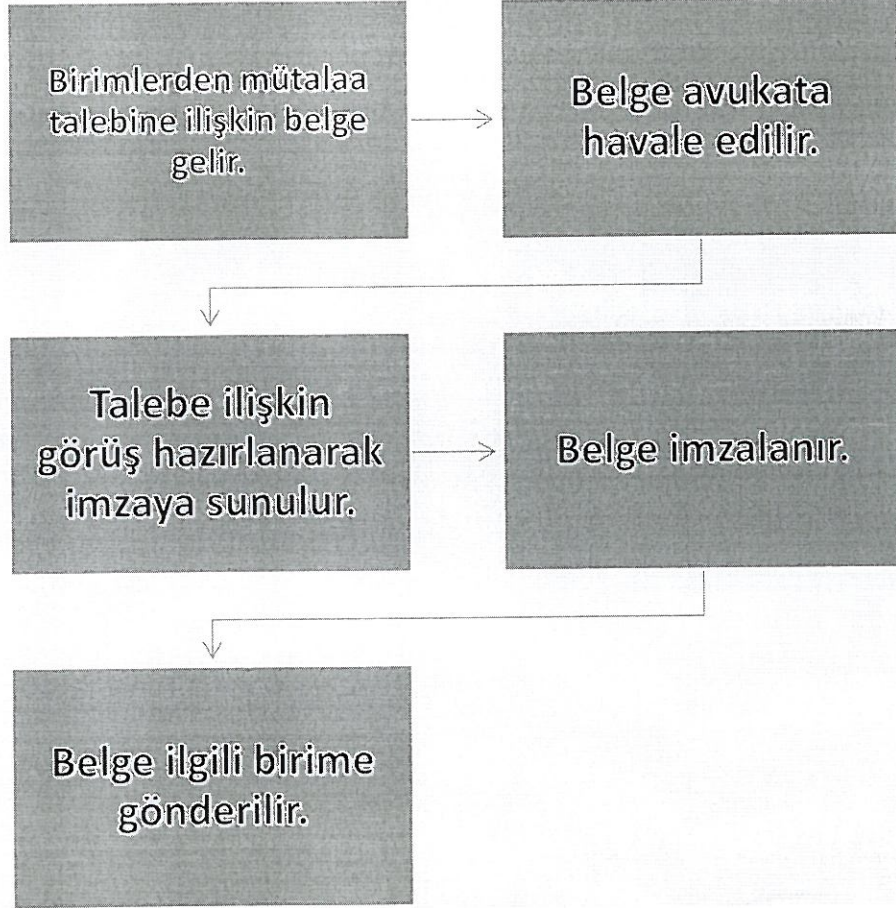 Birimlerden mütalaa
talebine ilişkin belge
gelir.
Belge avukata
havale edilir.
Talebe ilişkin
görüş hazırlanarak
imzaya sunulur.
Belge imzalanır.
Belge ilgili birime
gönderilir.